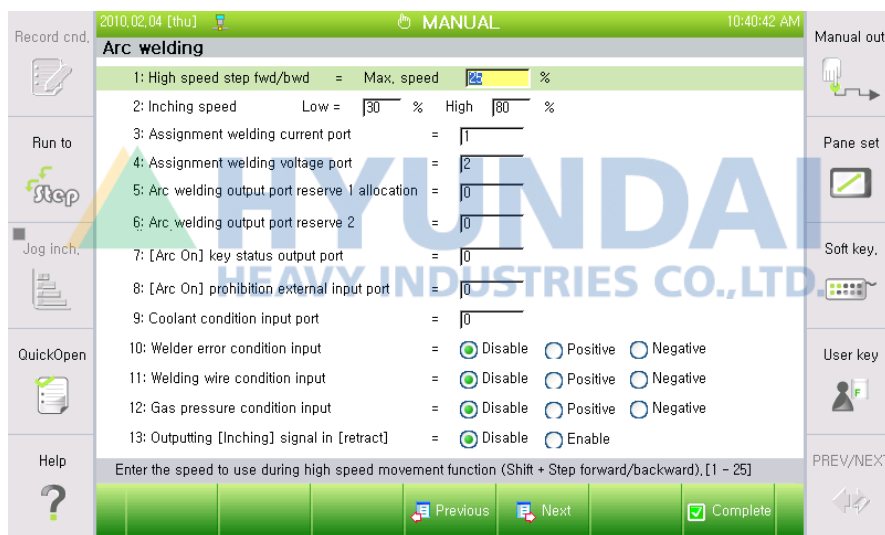 2010,02,04 [thu] MANUAL 10:40:42 AM
Record cnd.
Run to
Step
Jog inch.
QuickOpen
Help
?
Arc welding
1: High speed step fwd/bwd = Max. speed 25 %
2: Inching speed Low = 30 % High 80 %
3: Assignment welding current port = 1
4: Assignment welding voltage port = 2
5: Arc welding output port reserve 1 allocation = 0
6: Arc welding output port reserve 2 = 0
7: [Arc On] key status output port = 0
8: [Arc On] prohibition external input port = 0
9: Coolant condition input port = 0
10: Welder error condition input = Disable Positive Negative
11: Welding wire condition input = Disable Positive Negative
12: Gas pressure condition input = Disable Positive Negative
13: Outputting [Inching] signal in [retract] = Disable Enable
Enter the speed to use during high speed movement function (Shift + Step forward/backward),[1 - 25]
Previous Next Complete
Manual out
Pane set
Soft key,
User key
F
PREV/NEXT
HYUNDAI
HEAVY INDUSTRIES CO.,LTD.